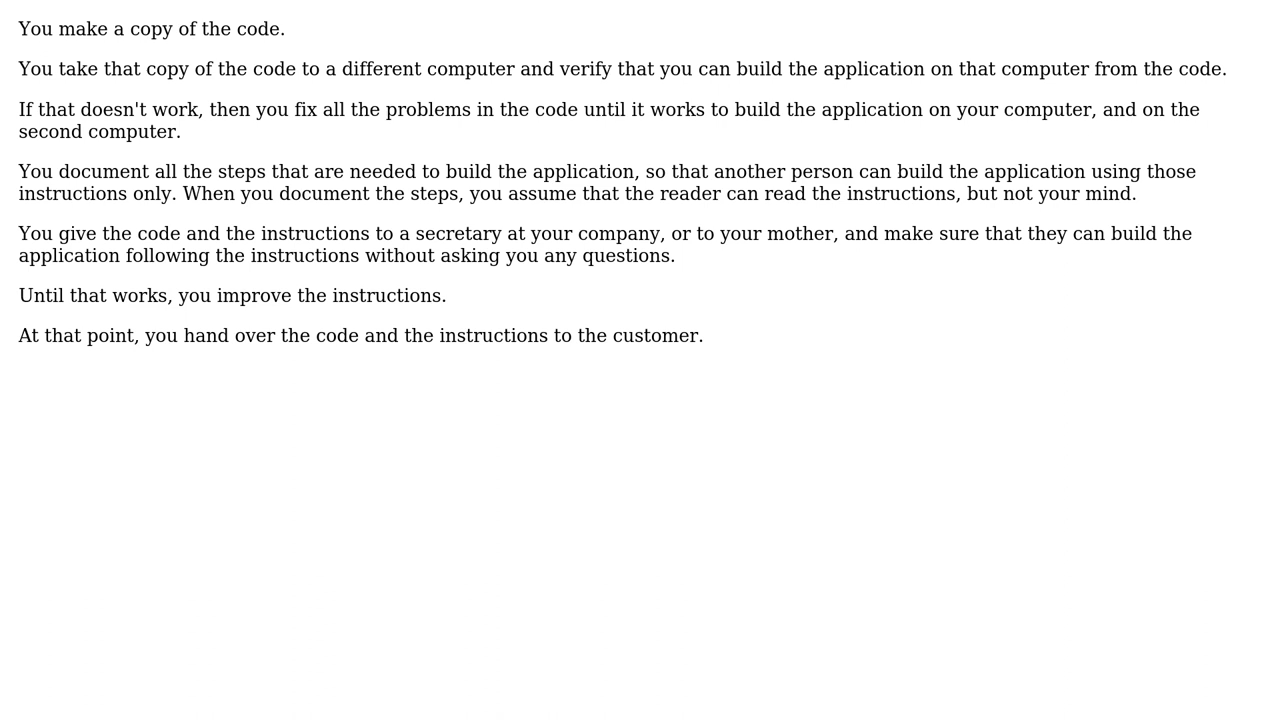 You make a copy of the code.
You take that copy of the code to a different computer and verify that you can build the application on that computer from the code.
If that doesn't work, then you fix all the problems in the code until it works to build the application on your computer, and on the
second computer.
You document all the steps that are needed to build the application, so that another person can build the application using those
instructions only. When you document the steps, you assume that the reader can read the instructions, but not your mind.
You give the code and the instructions to a secretary at your company, or to your mother, and make sure that they can build the
application following the instructions without asking you any questions.
Until that works, you improve the instructions.
At that point, you hand over the code and the instructions to the customer.